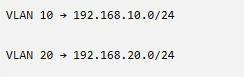 VLAN 10 → 192.168.10.0/24
VLAN 20 → 192.168.20.0/24